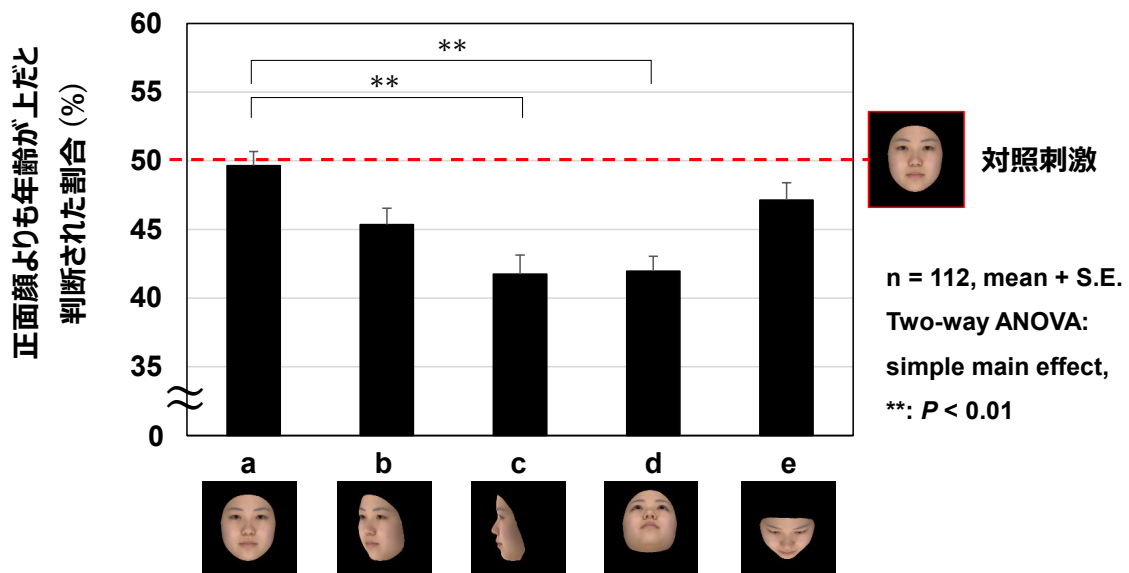 正面顔よりも年齢が上だと
判断された割合 (%)
60
55
50
45
40
35
0
**
**
対照刺激
n = 112, mean + S.E.
Two-way ANOVA:
simple main effect,
**: P < 0.01
a b c d e